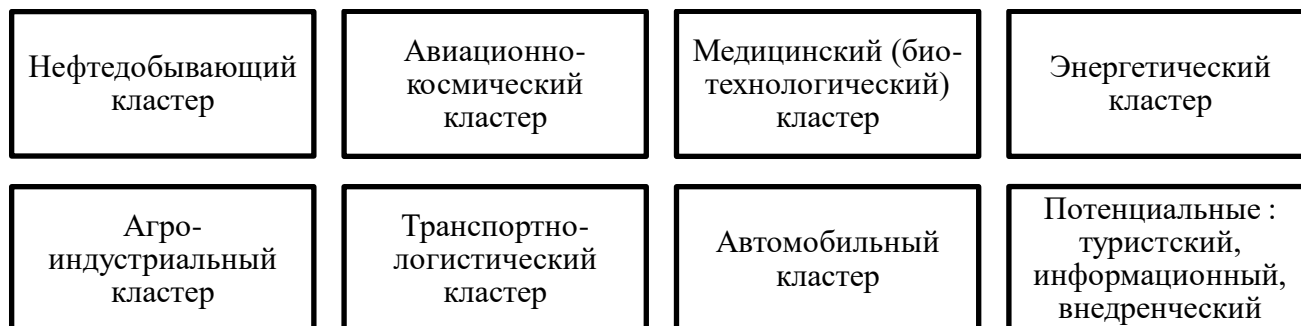 Нефтедобывающий
кластер
Авиационно-
космический
кластер
Медицинский (био-
технологический)
кластер
Энергетический
кластер
Агро-
индустриальный
кластер
Транспортно-
логистический
кластер
Автомобильный
кластер
Потенциальные :
туристский,
информационный,
внедренческий